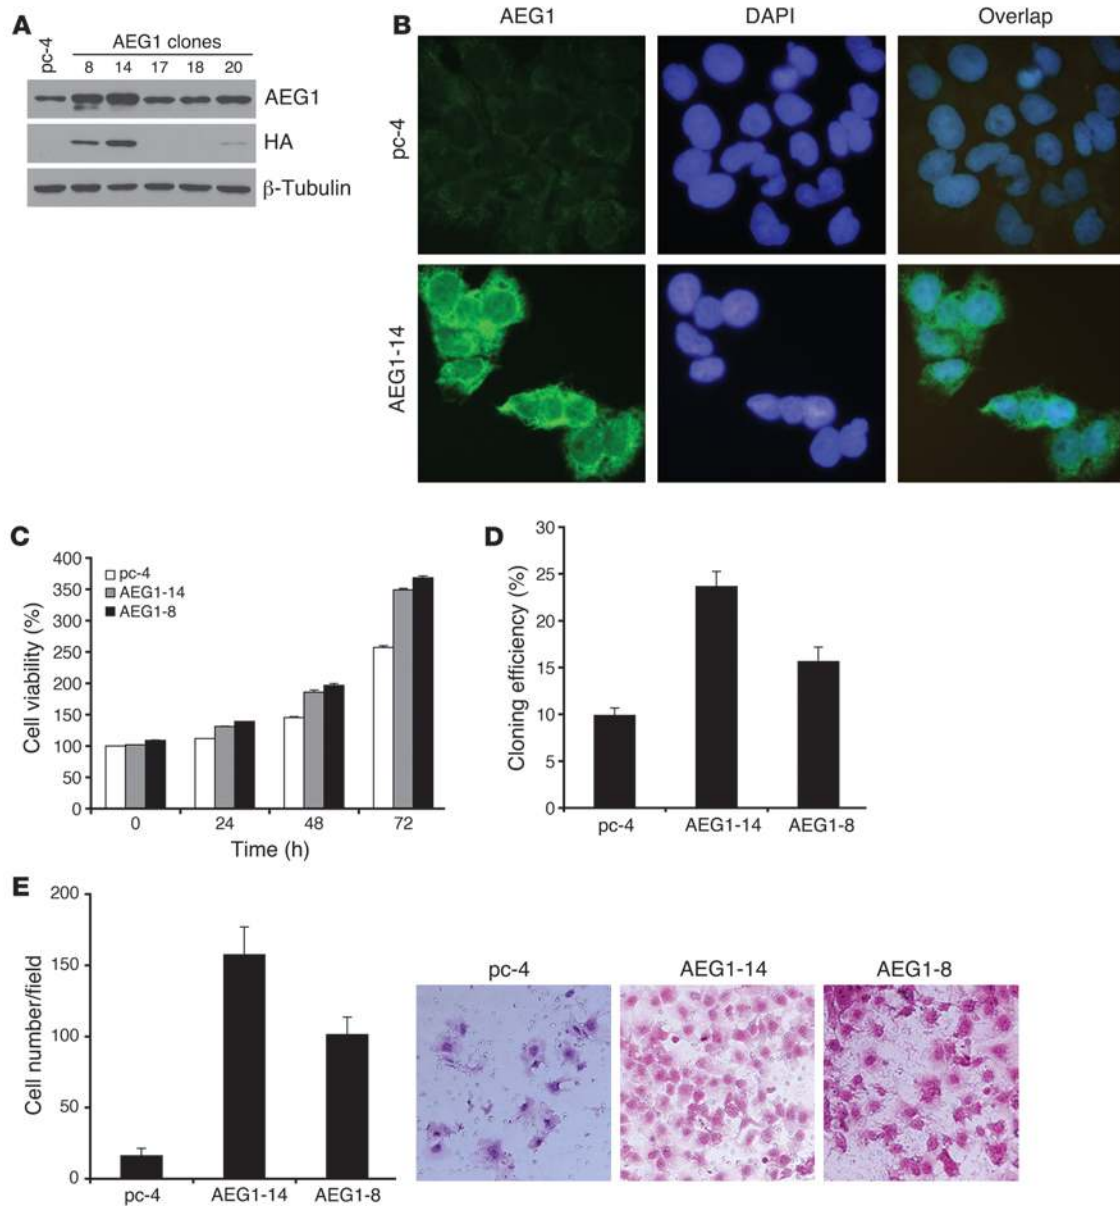 A
pc-4
AEG1 clones
8 14 17 18 20
AEG1
HA
β-Tubulin
B
AEG1 DAPI Overlap
pc-4
AEG1-14
C
Cell viability (%)
400
350
300
250
200
150
100
50
0
pc-4
AEG1-14
AEG1-8
0 24 48 72
Time (h)
D
Cloning efficiency (%)
30
25
20
15
10
5
0
pc-4 AEG1-14 AEG1-8
E
Cell number/field
200
150
100
50
0
pc-4 AEG1-14 AEG1-8
pc-4 AEG1-14 AEG1-8